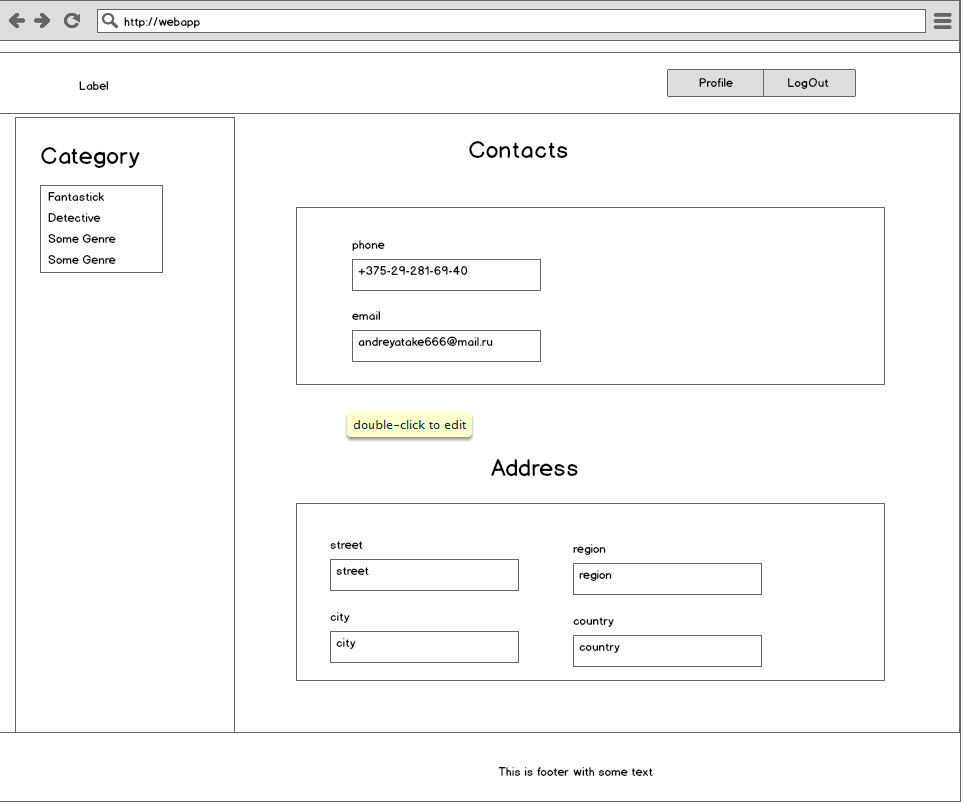 http://webapp
Label
Profile
LogOut
Category
Fantastick
Detective
Some Genre
Some Genre
Contacts
phone
+375-29-281-69-40
email
andreyatake666@mail.ru
double-click to edit
Address
street
street
region
region
city
city
country
country
This is footer with some text